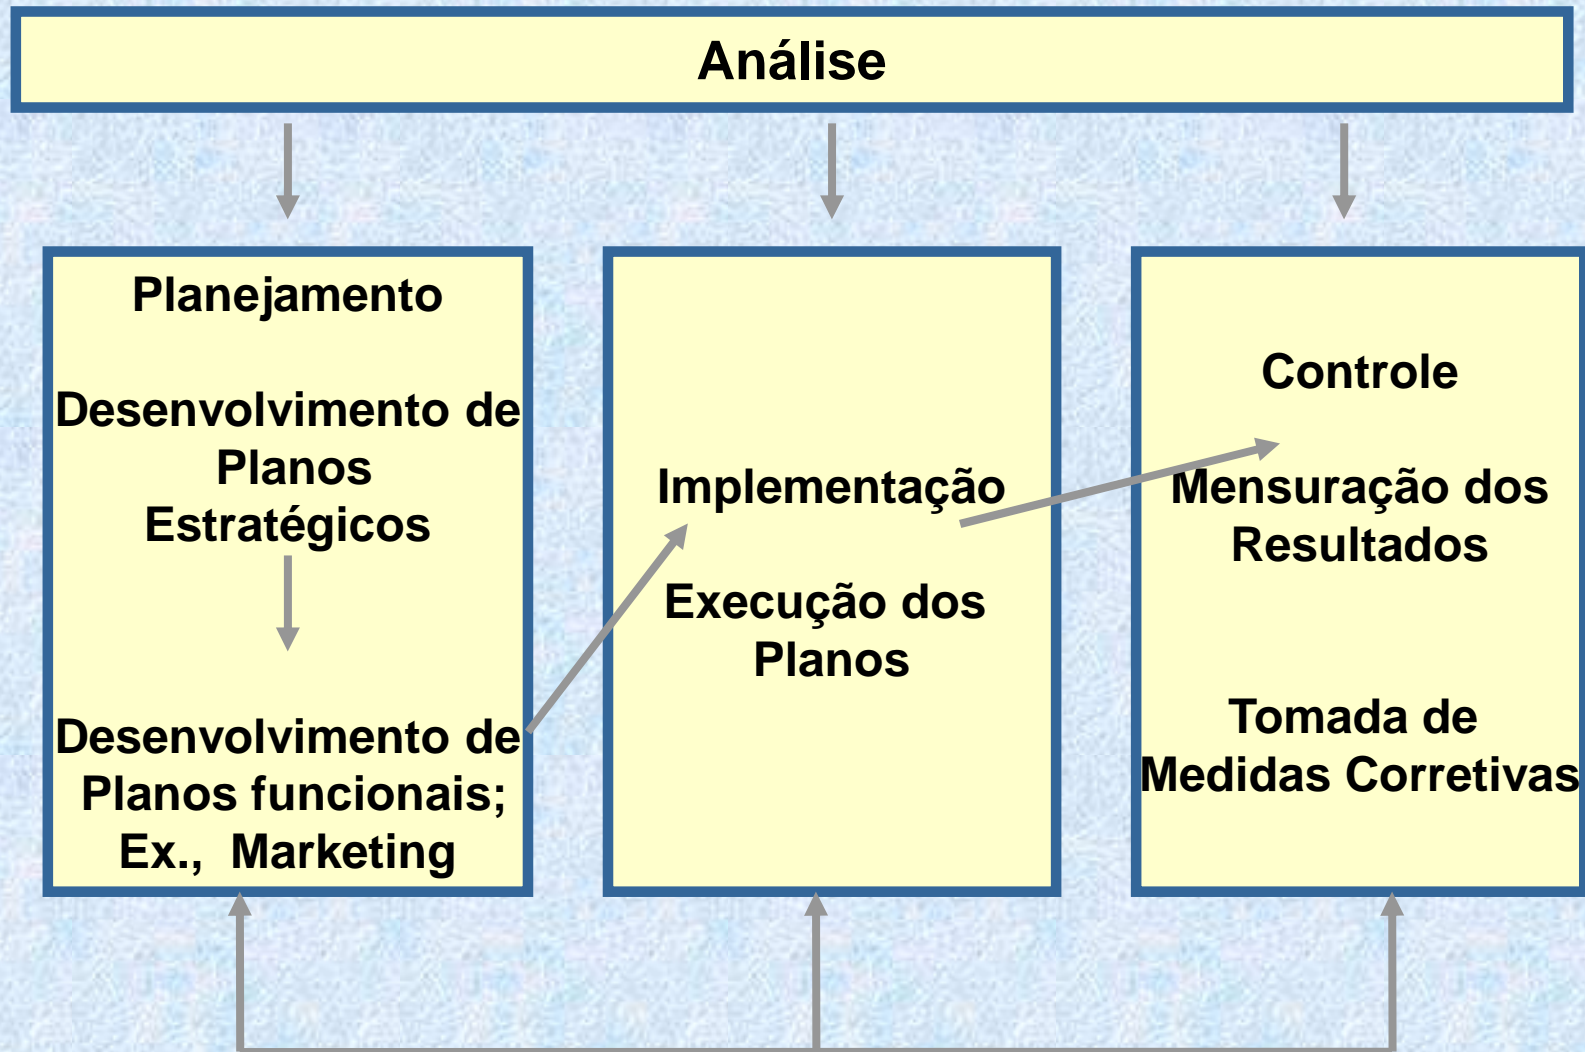 Análise
Planejamento
Desenvolvimento de
Planos
Estratégicos
Desenvolvimento de
Planos funcionais;
Ex., Marketing
Implementação
Execução dos
Planos
Controle
Mensuração dos
Resultados
Tomada de
Medidas Corretivas